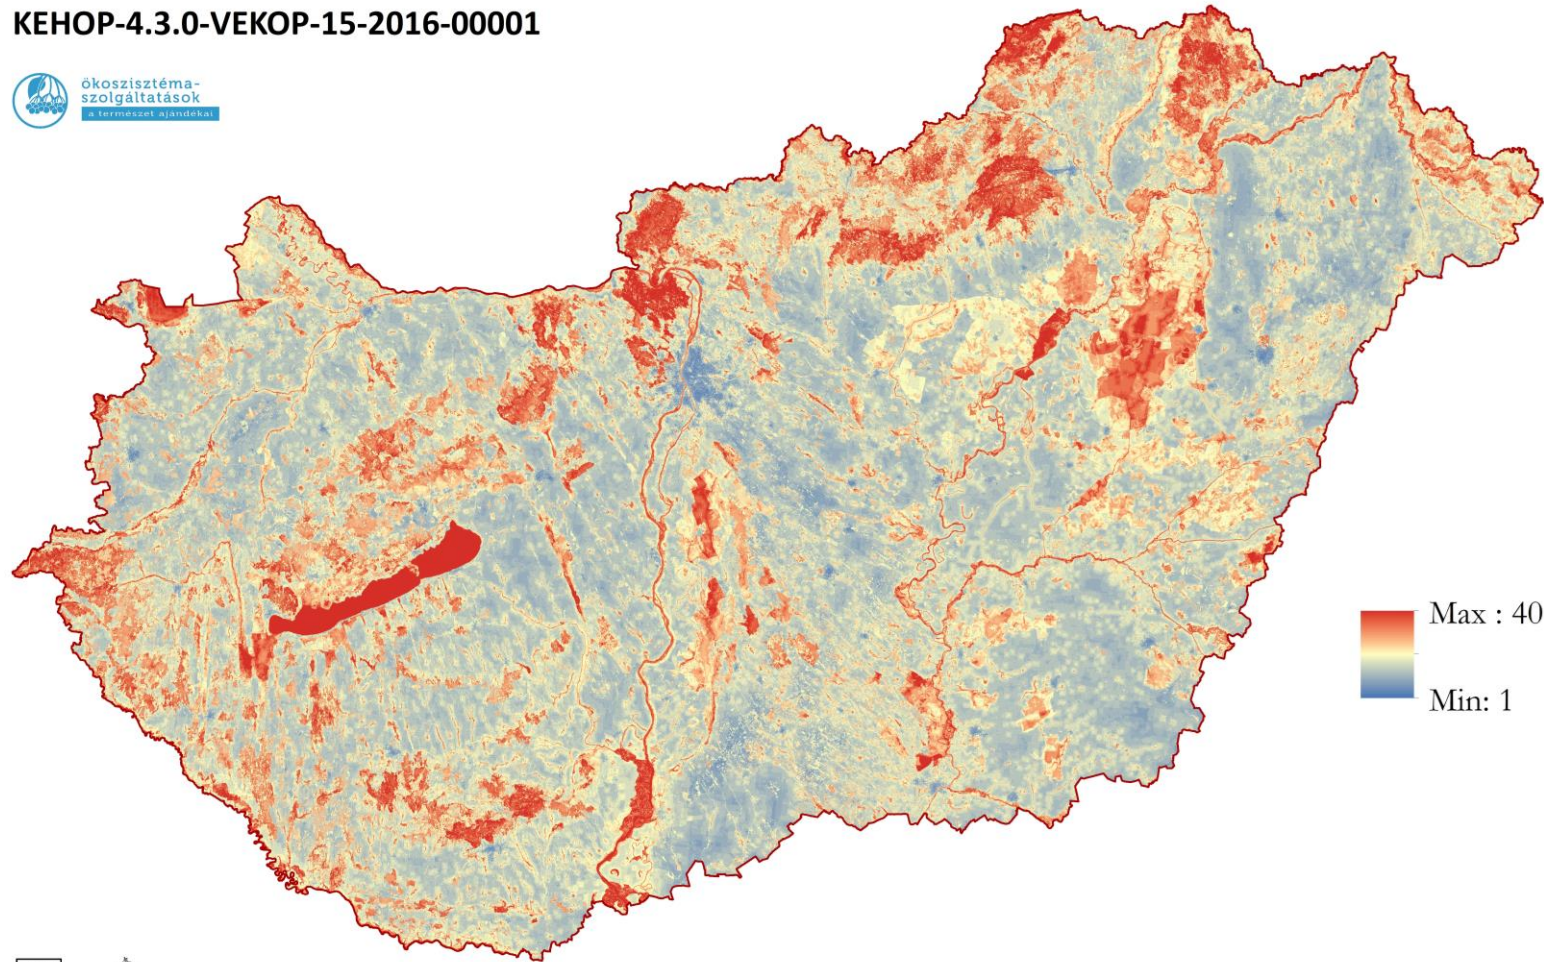 KEHOP-4.3.0-VEKOP-15-2016-00001
ökoszisztéma-
szolgáltatások
a természet ajándékai
Max : 40
Min: 1